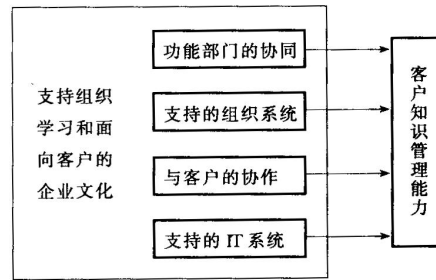 支持组织
学习和面
向客户的
企业文化
功能部门的协同
支持的组织系统
与客户的协作
支持的IT系统
客户知识管理能力